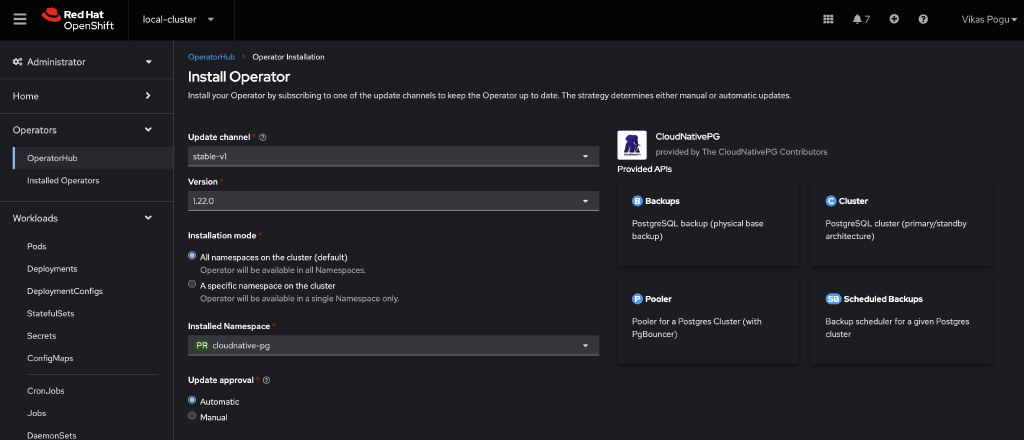 Red Hat
OpenShift
local-cluster
7
Vikas Pogu
Administrator
Home
Operators
OperatorHub
Installed Operators
Workloads
Pods
Deployments
DeploymentConfigs
StatefulSets
Secrets
ConfigMaps
CronJobs
Jobs
DaemonSets
OperatorHub > Operator Installation
Install Operator
Install your Operator by subscribing to one of the update channels to keep the Operator up to date. The strategy determines either manual or automatic updates.
Update channel *
stable-v1
Version *
1.22.0
Installation mode *
All namespaces on the cluster (default)
Operator will be available in all Namespaces.
A specific namespace on the cluster
Operator will be available in a single Namespace only.
Installed Namespace *
PR cloudnative-pg
Update approval *
Automatic
Manual
CloudNativePG
provided by The CloudNativePG Contributors
Provided APIs
B Backups
PostgreSQL backup (physical base
backup)
C Cluster
PostgreSQL cluster (primary/standby
architecture)
P Pooler
Pooler for a Postgres Cluster (with
PgBouncer)
SB Scheduled Backups
Backup scheduler for a given Postgres
cluster